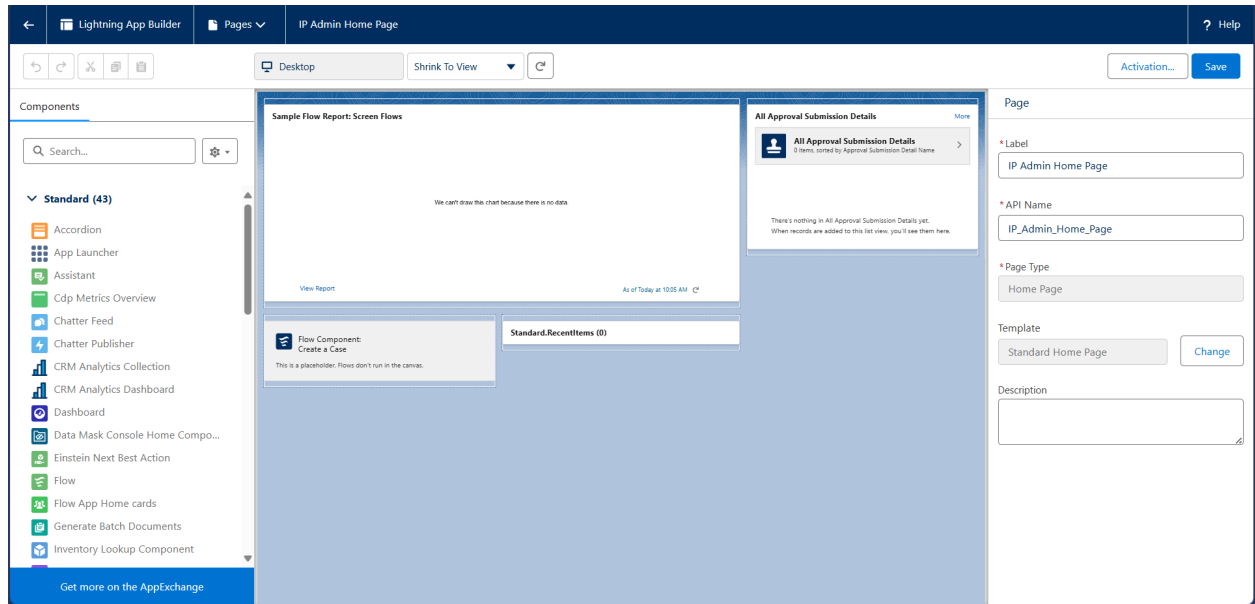 Lightning App Builder
Pages
IP Admin Home Page
? Help
Desktop
Shrink To View
Activation...
Save
Components
Search...
Standard (43)
Accordion
App Launcher
Assistant
Cdp Metrics Overview
Chatter Feed
Chatter Publisher
CRM Analytics Collection
CRM Analytics Dashboard
Dashboard
Data Mask Console Home Compo...
Einstein Next Best Action
Flow
Flow App Home cards
Generate Batch Documents
Inventory Lookup Component
Get more on the AppExchange
Sample Flow Report: Screen Flows
We can't draw this chart because there is no data.
View Report
As of Today at 10:05 AM
Flow Component:
Create a Case
This is a placeholder. Flows don't run in the canvas.
Standard.RecentItems (0)
All Approval Submission Details
More
All Approval Submission Details
0 items, sorted by Approval Submission Detail Name
There's nothing in All Approval Submission Details yet.
When records are added to this list view, you'll see them here.
Page
*Label
IP Admin Home Page
*API Name
IP_Admin_Home_Page
*Page Type
Home Page
Template
Standard Home Page
Change
Description